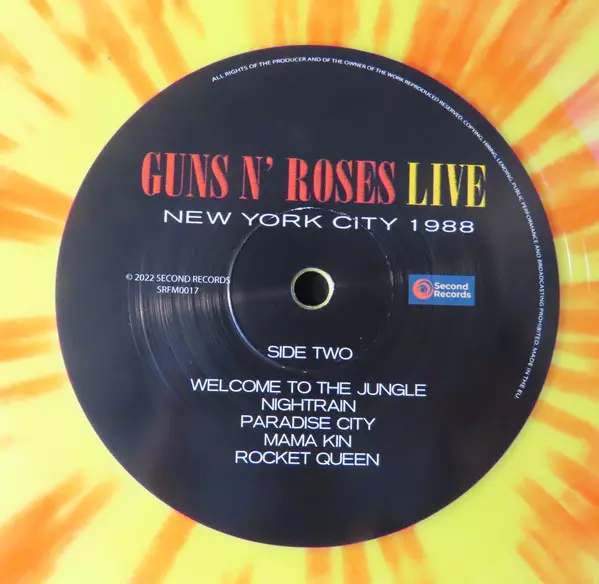 ALL RIGHTS OF THE PRODUCER AND OF THE OWNER OF THE WORK REPRODUCED RESERVED. COPYING, HIRING, LENDING, PUBLIC PERFORMANCE AND BROADCASTING PROHIBITED. MADE IN THE EU.
GUNS N' ROSES LIVE
NEW YORK CITY 1988
© 2022 SECOND RECORDS
SRFM0017
Second
Records
SIDE TWO
WELCOME TO THE JUNGLE
NIGHTRAIN
PARADISE CITY
MAMA KIN
ROCKET QUEEN